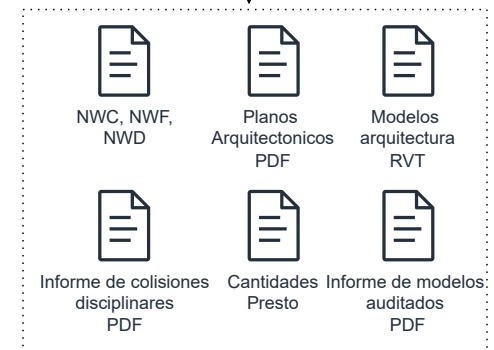 NWC, NWF,
NWD
Planos
Arquitectonicos
PDF
Modelos
arquitectura
RVT
Informe de colisiones
disciplinares
PDF
Cantidades
Presto
Informe de modelos
auditados
PDF